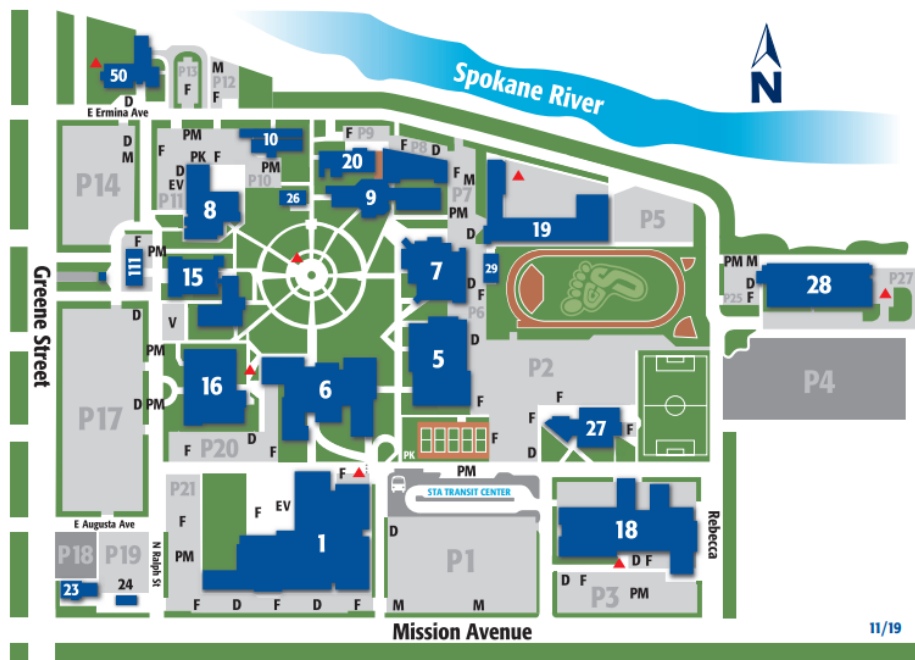 Spokane River
N
50
P13
F
M
P12
F
D
E Ermina Ave
P14
D
M
F
PM
PK
F
D
EV
P11
8
10
PM
P10
26
F
P9
F
P8
D
20
9
F
M
P7
PM
D
19
P5
F
PM
111
15
V
7
D
F
P6
29
D
PM
M
D
F
P25
28
P27
P4
Greene Street
D
PM
P17
D
PM
16
6
5
P2
F
F
F
F
D
27
F
D
P20
F
F
PK
F
PM
STA TRANSIT CENTER
P21
F
F
EV
PM
1
D
P1
18
Rebecca
D
F
D
F
P3
PM
E Augusta Ave
P18
P19
N Ralph St
23
24
F
D
F
D
F
M
M
Mission Avenue
11/19